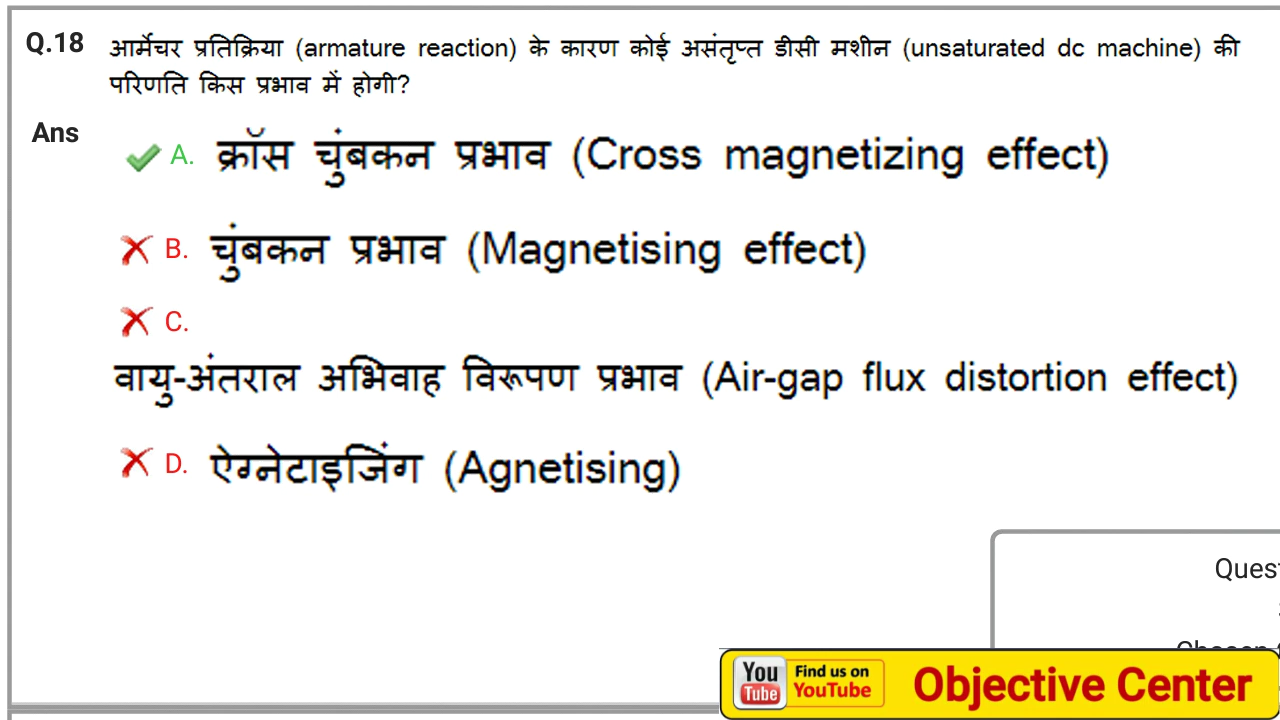 Q.18 आर्मेचर प्रतिक्रिया (armature reaction) के कारण कोई असंतृप्त डीसी मशीन (unsaturated dc machine) की
परिणति किस प्रभाव में होगी?
Ans
A. क्रॉस चुंबकन प्रभाव (Cross magnetizing effect)
B. चुंबकन प्रभाव (Magnetising effect)
C.
वायु-अंतराल अभिवाह विरूपण प्रभाव (Air-gap flux distortion effect)
D. ऐग्नेटाइजिंग (Agnetising)
You Tube
Find us on
YouTube
Objective Center